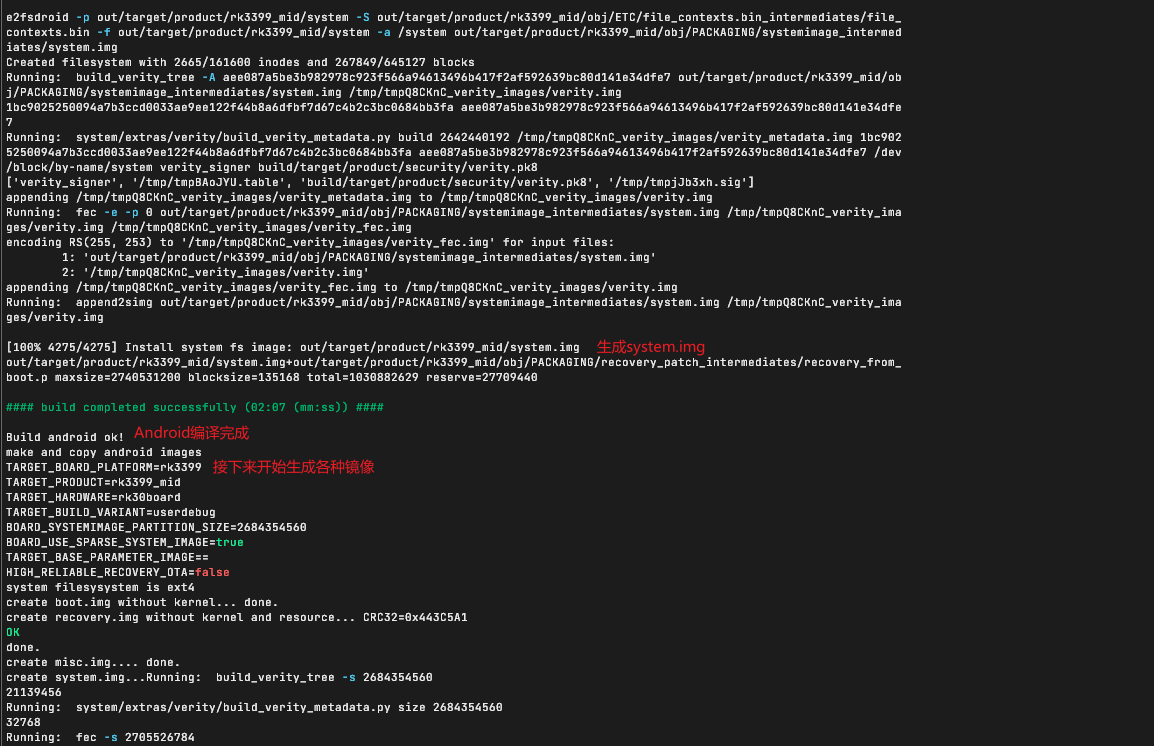 e2fsdroid -p out/target/product/rk3399_mid/system -S out/target/product/rk3399_mid/obj/ETC/file_contexts.bin_intermediates/file_
contexts.bin -f out/target/product/rk3399_mid/system -a /system out/target/product/rk3399_mid/obj/PACKAGING/systemimage_intermed
iates/system.img
Created filesystem with 2665/161600 inodes and 267849/645127 blocks
Running:  build_verity_tree -A aee087a5be3b982978c923f566a94613496b417f2af592639bc80d141e34dfe7 out/target/product/rk3399_mid/ob
j/PACKAGING/systemimage_intermediates/system.img /tmp/tmpQ8CKnC_verity_images/verity.img
1bc9025250094a7b3ccd0033ae9ee122f44b8a6dfbf7d67c4b2c3bc0684bb3fa aee087a5be3b982978c923f566a94613496b417f2af592639bc80d141e34dfe
7
Running:  system/extras/verity/build_verity_metadata.py build 2642440192 /tmp/tmpQ8CKnC_verity_images/verity_metadata.img 1bc902
5250094a7b3ccd0033ae9ee122f44b8a6dfbf7d67c4b2c3bc0684bb3fa aee087a5be3b982978c923f566a94613496b417f2af592639bc80d141e34dfe7 /dev
/block/by-name/system verity_signer build/target/product/security/verity.pk8
['verity_signer', '/tmp/tmpBAoJYU.table', 'build/target/product/security/verity.pk8', '/tmp/tmpjJb3xh.sig']
appending /tmp/tmpQ8CKnC_verity_images/verity_metadata.img to /tmp/tmpQ8CKnC_verity_images/verity.img
Running:  fec -e -p 0 out/target/product/rk3399_mid/obj/PACKAGING/systemimage_intermediates/system.img /tmp/tmpQ8CKnC_verity_ima
ges/verity.img /tmp/tmpQ8CKnC_verity_images/verity_fec.img
encoding RS(255, 253) to '/tmp/tmpQ8CKnC_verity_images/verity_fec.img' for input files:
1: 'out/target/product/rk3399_mid/obj/PACKAGING/systemimage_intermediates/system.img'
2: '/tmp/tmpQ8CKnC_verity_images/verity.img'
appending /tmp/tmpQ8CKnC_verity_images/verity_fec.img to /tmp/tmpQ8CKnC_verity_images/verity.img
Running:  append2simg out/target/product/rk3399_mid/obj/PACKAGING/systemimage_intermediates/system.img /tmp/tmpQ8CKnC_verity_ima
ges/verity.img
[100% 4275/4275] Install system fs image: out/target/product/rk3399_mid/system.img 生成system.img
out/target/product/rk3399_mid/system.img+out/target/product/rk3399_mid/obj/PACKAGING/recovery_patch_intermediates/recovery_from_
boot.p maxsize=2740531200 blocksize=135168 total=1030882629 reserve=27709440
#### build completed successfully (02:07 (mm:ss)) ####
Build android ok! Android编译完成
make and copy android images
TARGET_BOARD_PLATFORM=rk3399 接下来开始生成各种镜像
TARGET_PRODUCT=rk3399_mid
TARGET_HARDWARE=rk30board
TARGET_BUILD_VARIANT=userdebug
BOARD_SYSTEMIMAGE_PARTITION_SIZE=2684354560
BOARD_USE_SPARSE_SYSTEM_IMAGE=true
TARGET_BASE_PARAMETER_IMAGE==
HIGH_RELIABLE_RECOVERY_OTA=false
system filesysystem is ext4
create boot.img without kernel... done.
create recovery.img without kernel and resource... CRC32=0x443C5A1
OK
done.
create misc.img.... done.
create system.img...Running:  build_verity_tree -s 2684354560
21139456
Running:  system/extras/verity/build_verity_metadata.py size 2684354560
32768
Running:  fec -s 2705526784